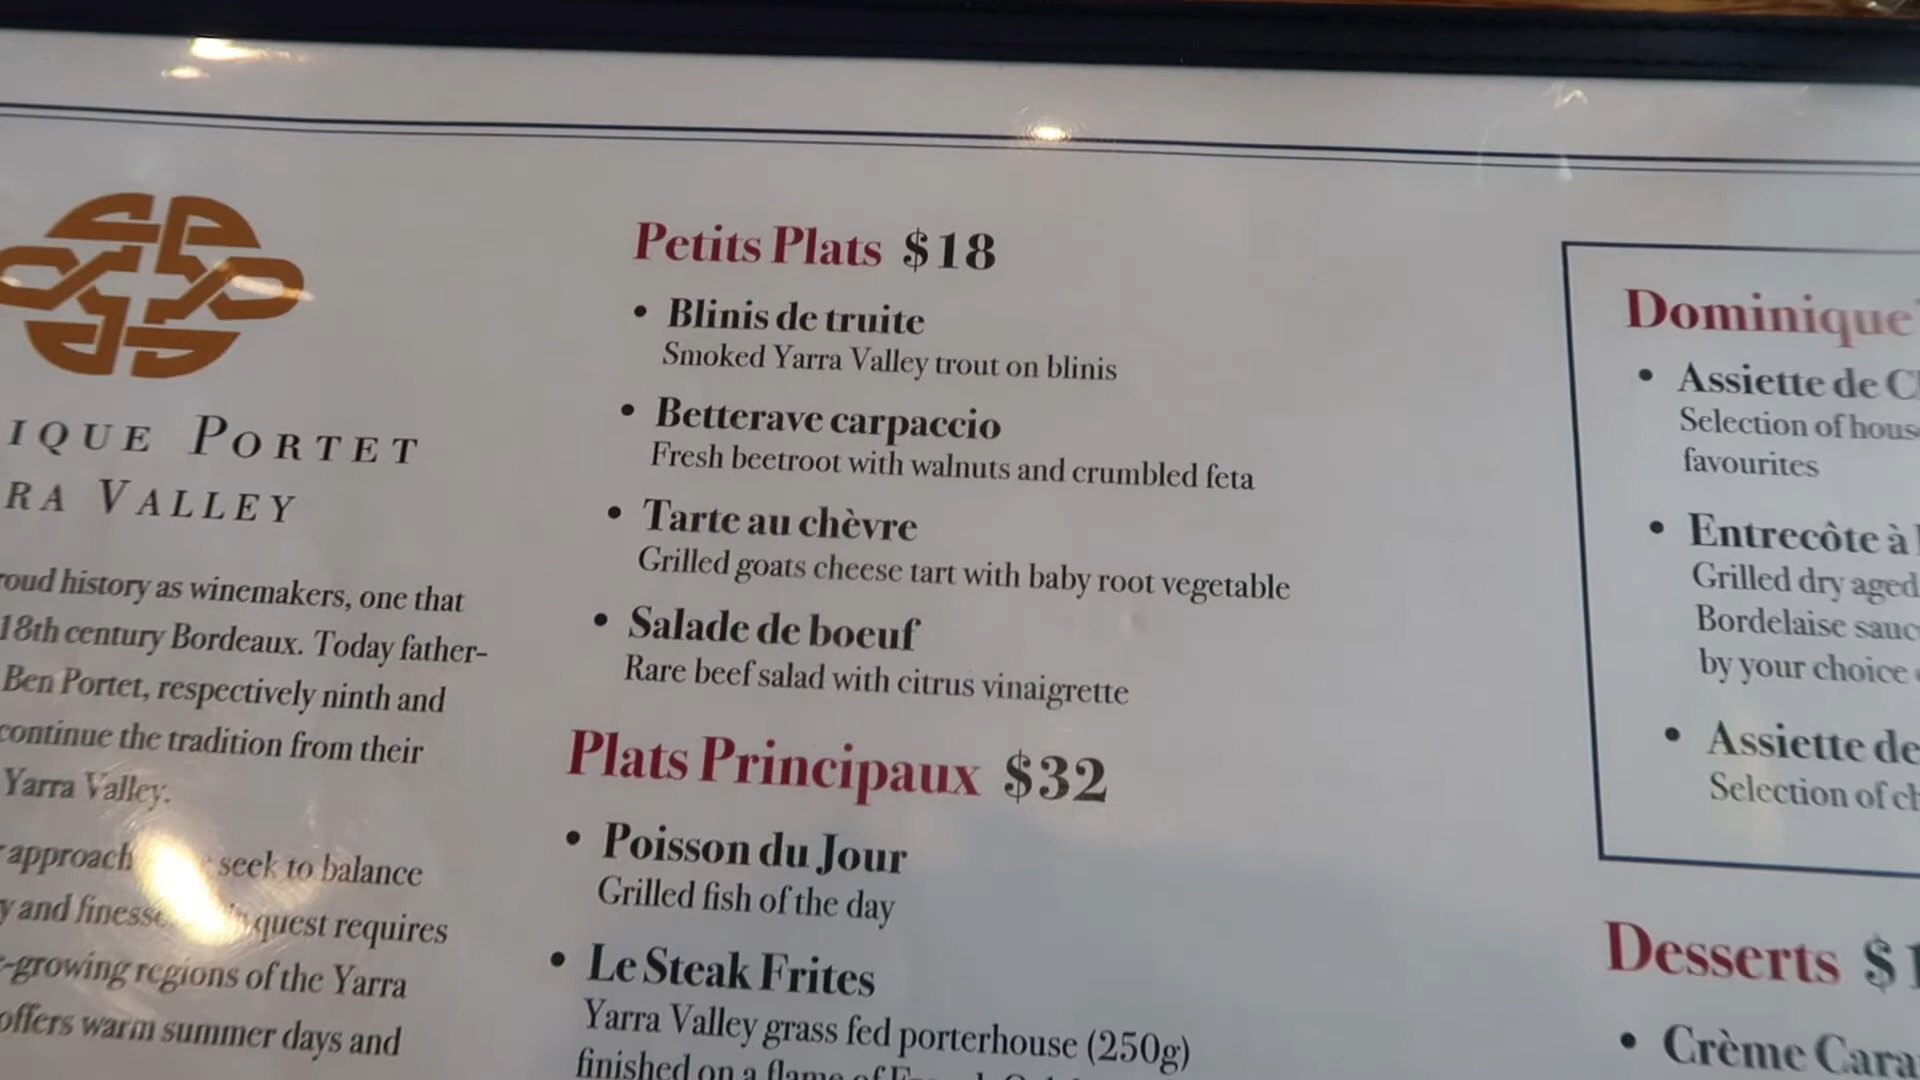 IQUE PORTET
RA VALLEY
roud history as winemakers, one that
18th century Bordeaux. Today father-
Ben Portet, respectively ninth and
continue the tradition from their
Yarra Valley.
approach seek to balance
y and finesse quest requires
-growing regions of the Yarra
offers warm summer days and
Petits Plats $18
• Blinis de truite
Smoked Yarra Valley trout on blinis
• Betterave carpaccio
Fresh beetroot with walnuts and crumbled feta
• Tarte au chèvre
Grilled goats cheese tart with baby root vegetable
• Salade de boeuf
Rare beef salad with citrus vinaigrette
Plats Principaux $32
• Poisson du Jour
Grilled fish of the day
• Le Steak Frites
Yarra Valley grass fed porterhouse (250g)
finished on a flame of
Dominique'
• Assiette de C
Selection of hous
favourites
• Entrecôte à
Grilled dry aged
Bordelaise sauc
by your choice
• Assiette de
Selection of ch
Desserts $1
• Crème Cara